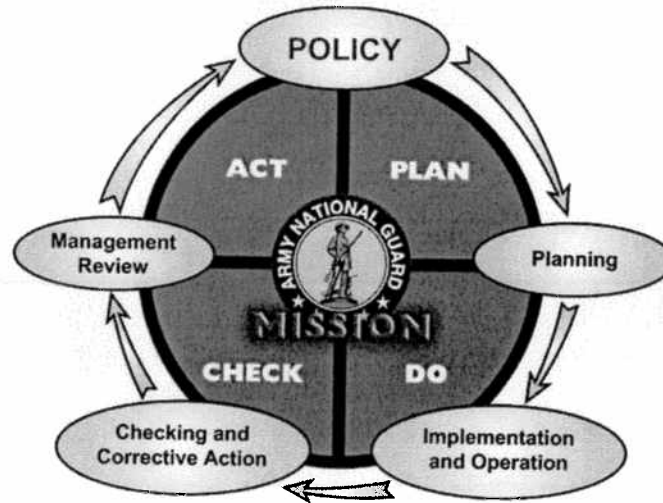 POLICY
ACT
PLAN
ARMY NATIONAL GUARD
MISSION
Management
Review
Planning
CHECK
DO
Checking and
Corrective Action
Implementation
and Operation